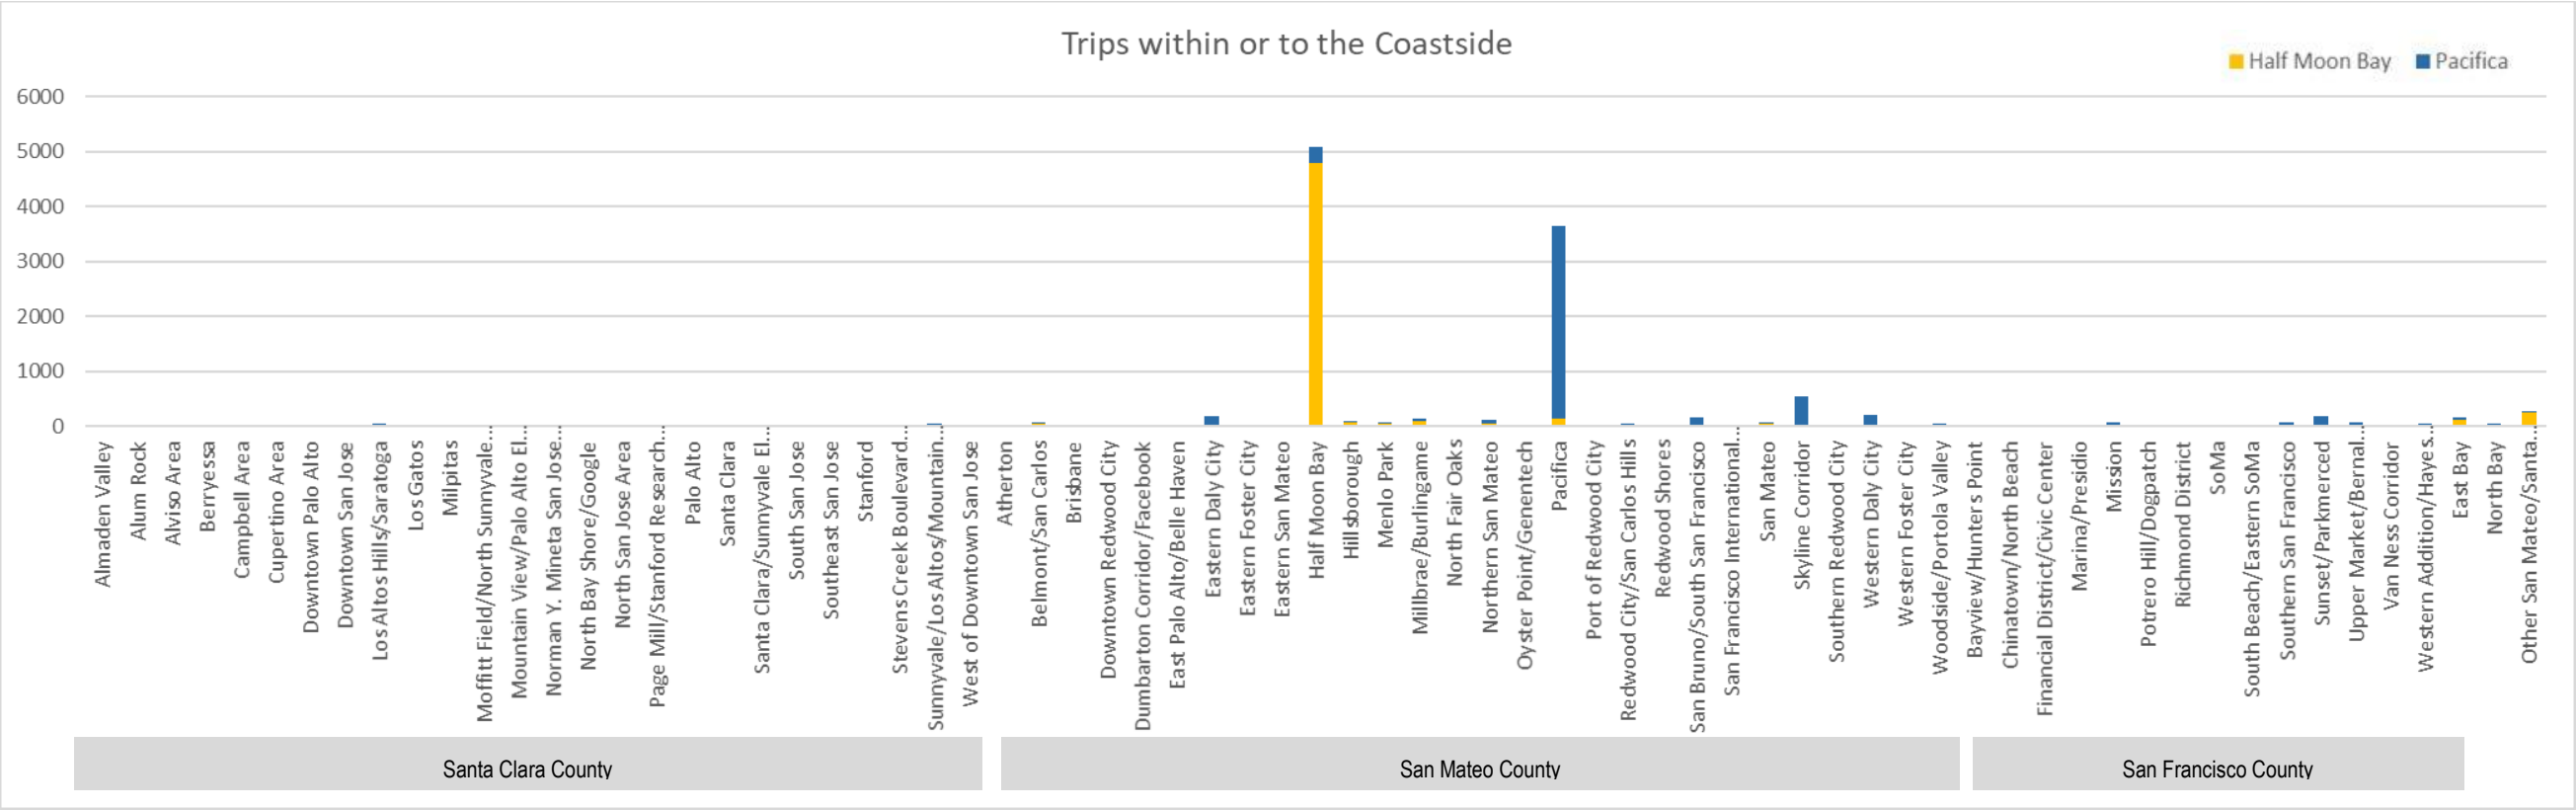 Trips within or to the Coastside
Half Moon Bay
Pacifica
6000
5000
4000
3000
2000
1000
0
Almaden Valley
Alum Rock
Alviso Area
Berryessa
Campbell Area
Cupertino Area
Downtown Palo Alto
Downtown San Jose
Los Altos Hills/Saratoga
Los Gatos
Milpitas
Moffitt Field/North Sunnyvale...
Mountain View/Palo Alto El...
Norman Y. Mineta San Jose...
North Bay Shore/Google
North San Jose Area
Page Mill/Stanford Research...
Palo Alto
Santa Clara
Santa Clara/Sunnyvale El...
South San Jose
Southeast San Jose
Stanford
Stevens Creek Boulevard...
Sunnyvale/Los Altos/Mountain...
West of Downtown San Jose
Atherton
Belmont/San Carlos
Brisbane
Downtown Redwood City
Dumbarton Corridor/Facebook
East Palo Alto/Belle Haven
Eastern Daly City
Eastern Foster City
Eastern San Mateo
Half Moon Bay
Hillsborough
Menlo Park
Millbrae/Burlingame
North Fair Oaks
Northern San Mateo
Oyster Point/Genentech
Pacifica
Port of Redwood City
Redwood City/San Carlos Hills
Redwood Shores
San Bruno/South San Francisco
San Francisco International...
San Mateo
Skyline Corridor
Southern Redwood City
Western Daly City
Western Foster City
Woodside/Portola Valley
Bayview/Hunters Point
Chinatown/North Beach
Financial District/Civic Center
Marina/Presidio
Mission
Potrero Hill/Dogpatch
Richmond District
SoMa
South Beach/Eastern SoMa
Southern San Francisco
Sunset/Parkmerced
Upper Market/Bernal...
Van Ness Corridor
Western Addition/Hayes...
East Bay
North Bay
Other San Mateo/Santa...
Santa Clara County
San Mateo County
San Francisco County